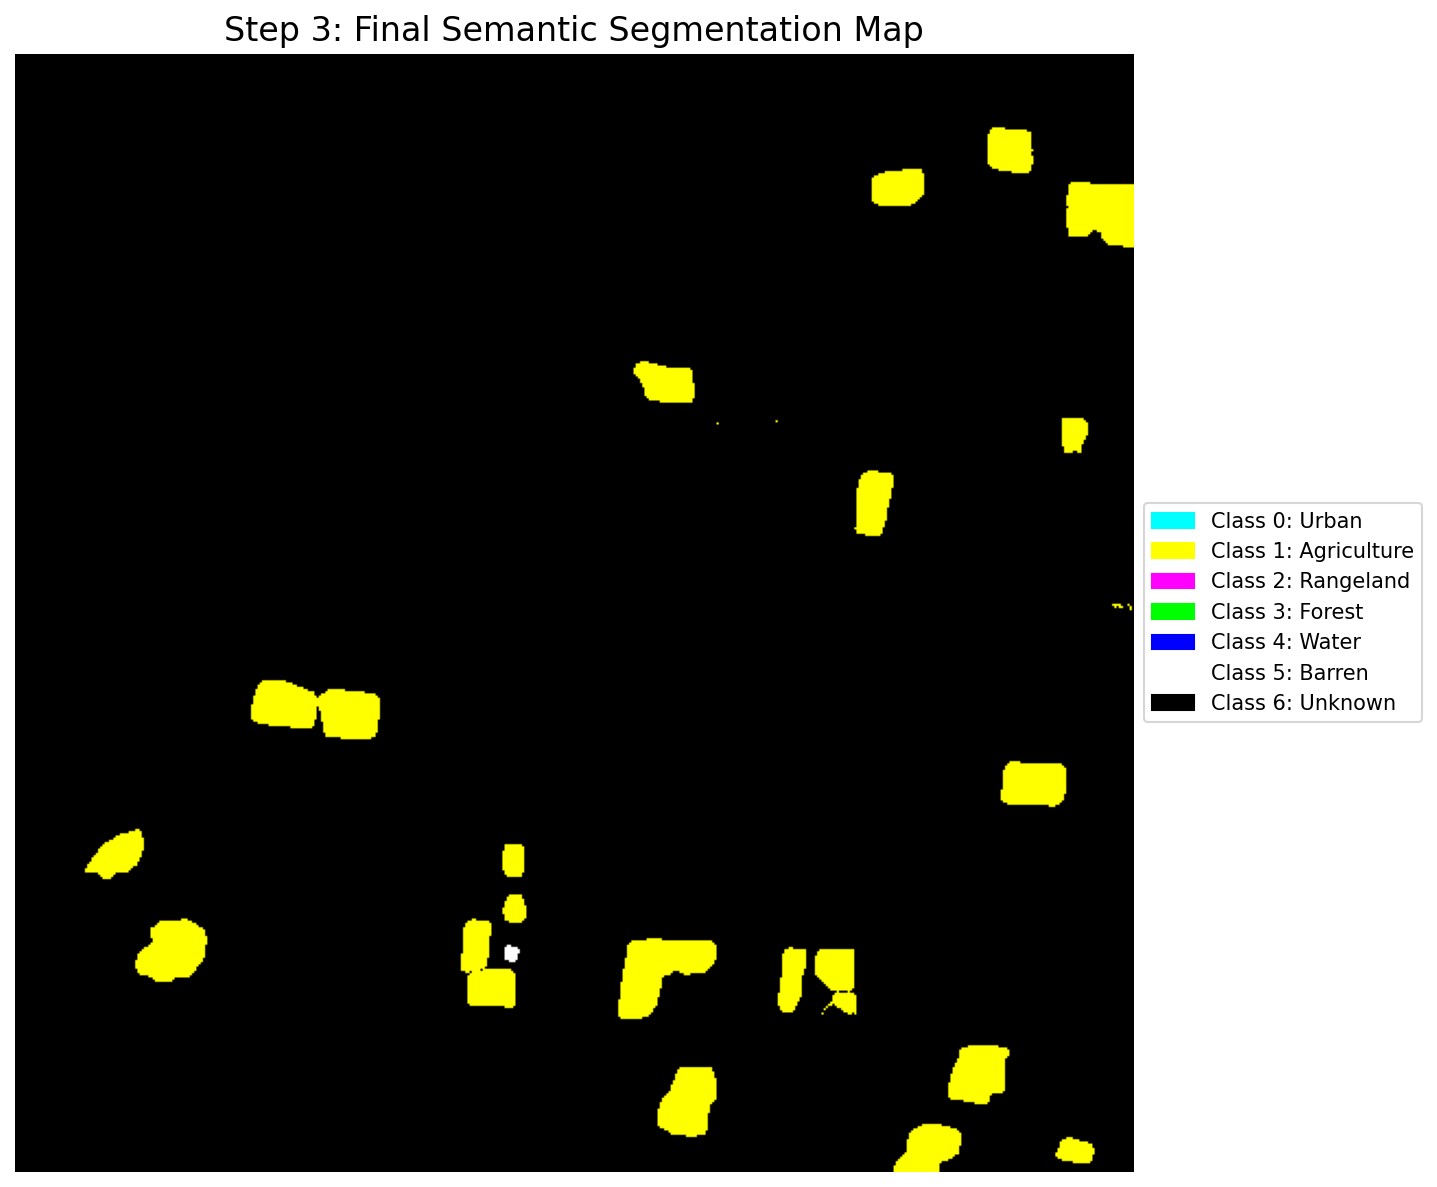 Step 3: Final Semantic Segmentation Map
Class 0: Urban
Class 1: Agriculture
Class 2: Rangeland
Class 3: Forest
Class 4: Water
Class 5: Barren
Class 6: Unknown